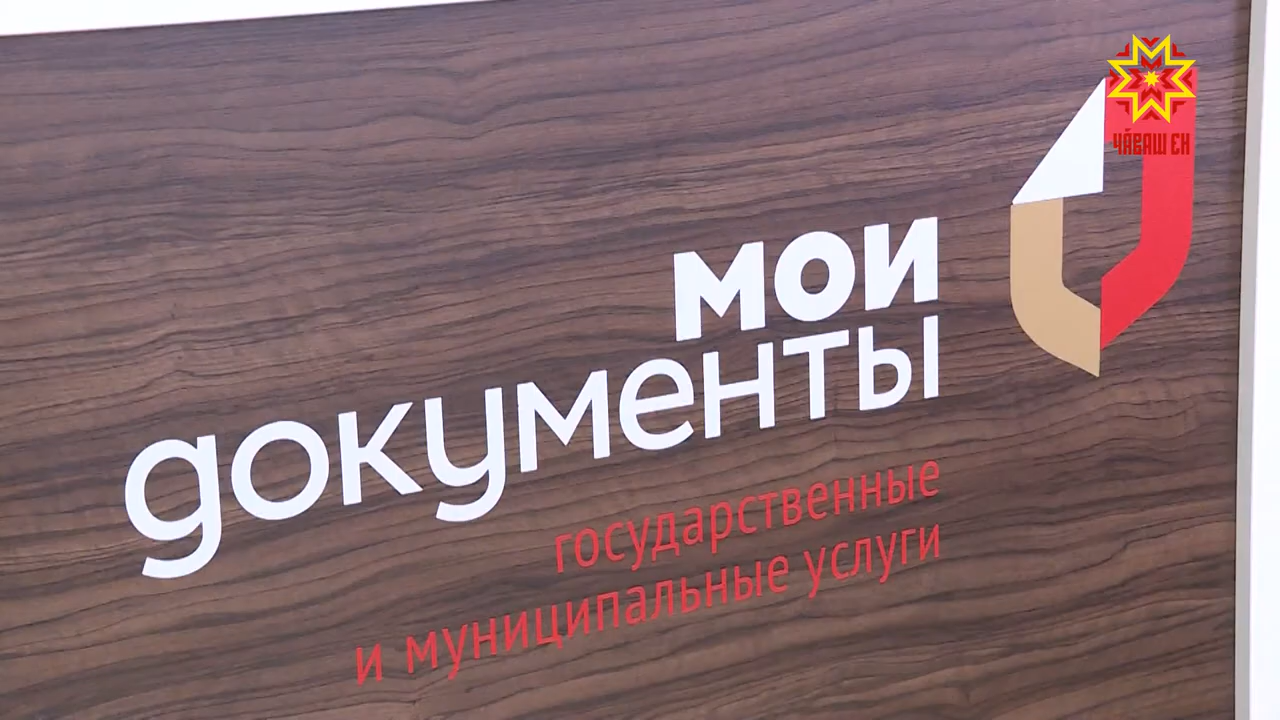 ЧĂВАШ ЕН
мои
документы
государственные
и муниципальные услуги